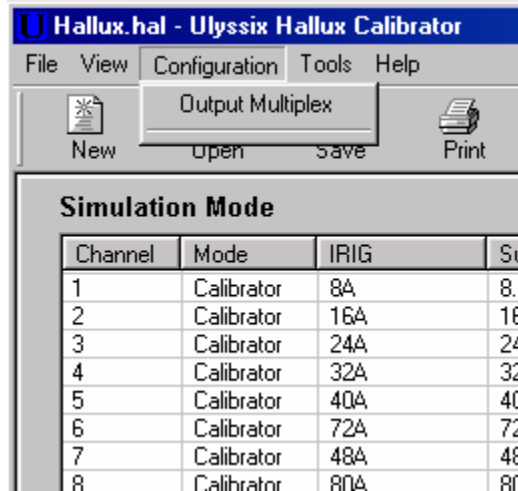 U Hallux.hal - Ulyssix Hallux Calibrator
File View Configuration Tools Help
Output Multiplex
New Open Save Print
Simulation Mode
Channel Mode IRIG
1 Calibrator 8A 8.
2 Calibrator 16A
3 Calibrator 24A
4 Calibrator 32A
5 Calibrator 40A
6 Calibrator 72A
7 Calibrator 48A
8 Calibrator 80A